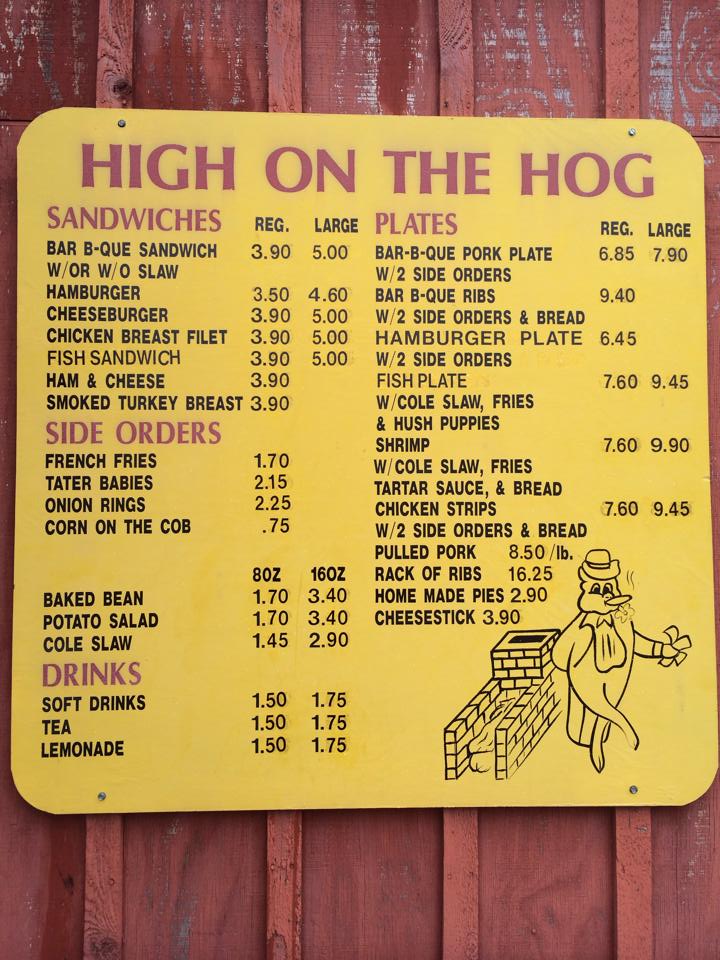 HIGH ON THE HOG
SANDWICHES REG. LARGE
BAR B-QUE SANDWICH 3.90 5.00
W/OR W/O SLAW
HAMBURGER 3.50 4.60
CHEESEBURGER 3.90 5.00
CHICKEN BREAST FILET 3.90 5.00
FISH SANDWICH 3.90 5.00
HAM & CHEESE 3.90
SMOKED TURKEY BREAST 3.90
SIDE ORDERS
FRENCH FRIES 1.70
TATER BABIES 2.15
ONION RINGS 2.25
CORN ON THE COB .75
8OZ 16OZ
BAKED BEAN 1.70 3.40
POTATO SALAD 1.70 3.40
COLE SLAW 1.45 2.90
DRINKS
SOFT DRINKS 1.50 1.75
TEA 1.50 1.75
LEMONADE 1.50 1.75
PLATES REG. LARGE
BAR-B-QUE PORK PLATE 6.85 7.90
W/2 SIDE ORDERS
BAR B-QUE RIBS 9.40
W/2 SIDE ORDERS & BREAD
HAMBURGER PLATE 6.45
W/2 SIDE ORDERS
FISH PLATE 7.60 9.45
W/COLE SLAW, FRIES
& HUSH PUPPIES
SHRIMP 7.60 9.90
W/COLE SLAW, FRIES
TARTAR SAUCE, & BREAD
CHICKEN STRIPS 7.60 9.45
W/2 SIDE ORDERS & BREAD
PULLED PORK 8.50 /lb.
RACK OF RIBS 16.25
HOME MADE PIES 2.90
CHEESESTICK 3.90